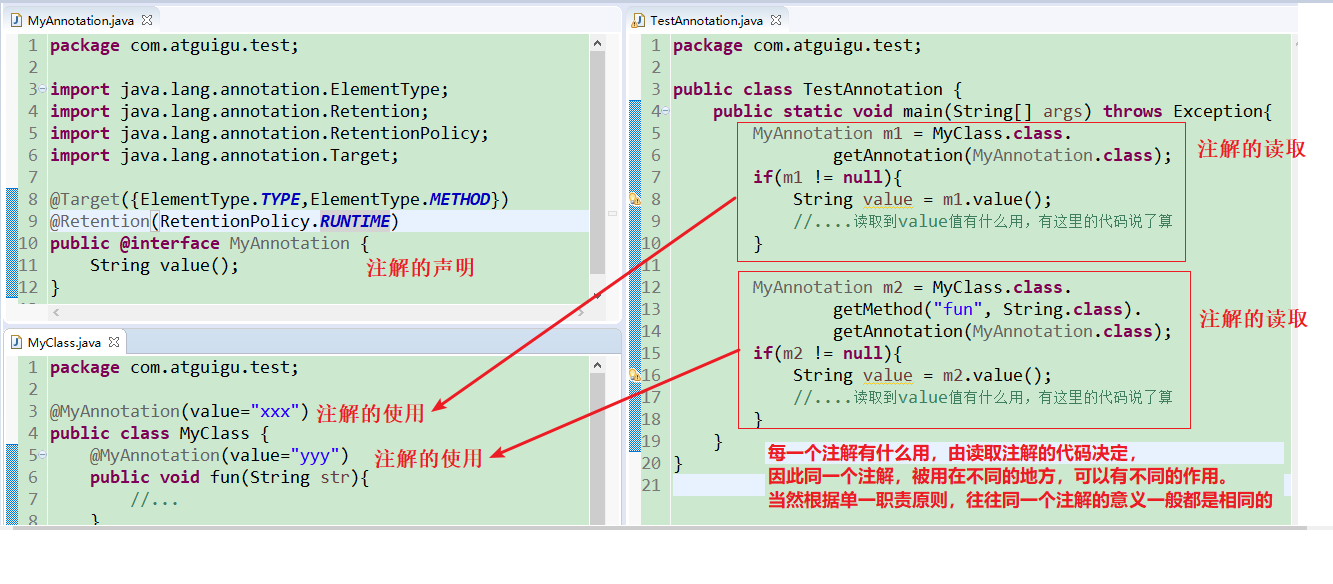 MyAnnotation.java
1 package com.atguigu.test;
2
3 import java.lang.annotation.ElementType;
4 import java.lang.annotation.Retention;
5 import java.lang.annotation.RetentionPolicy;
6 import java.lang.annotation.Target;
7
8 @Target({ElementType.TYPE,ElementType.METHOD})
9 @Retention(RetentionPolicy.RUNTIME)
10 public @interface MyAnnotation {
11 String value();
注解的声明
12 }
MyClass.java
1 package com.atguigu.test;
2
3 @MyAnnotation(value="xxx") 注解的使用
4 public class MyClass {
5 @MyAnnotation(value="yyy") 注解的使用
6 public void fun(String str){
7 //...
8 }
TestAnnotation.java
1 package com.atguigu.test;
2
3 public class TestAnnotation {
4 public static void main(String[] args) throws Exception{
5 MyAnnotation m1 = MyClass.class.
6 getAnnotation(MyAnnotation.class);
注解的读取
7 if(m1 != null){
8 String value = m1.value();
9 //....读取到value值有什么用，有这里的代码说了算
10 }
11
12 MyAnnotation m2 = MyClass.class.
13 getMethod("fun", String.class).
注解的读取
14 getAnnotation(MyAnnotation.class);
15 if(m2 != null){
16 String value = m2.value();
17 //....读取到value值有什么用，有这里的代码说了算
18 }
19 }
每一个注解有什么用，由读取注解的代码决定，
20 }
因此同一个注解，被用在不同的地方，可以有不同的作用。
21
当然根据单一职责原则，往往同一个注解的意义一般都是相同的